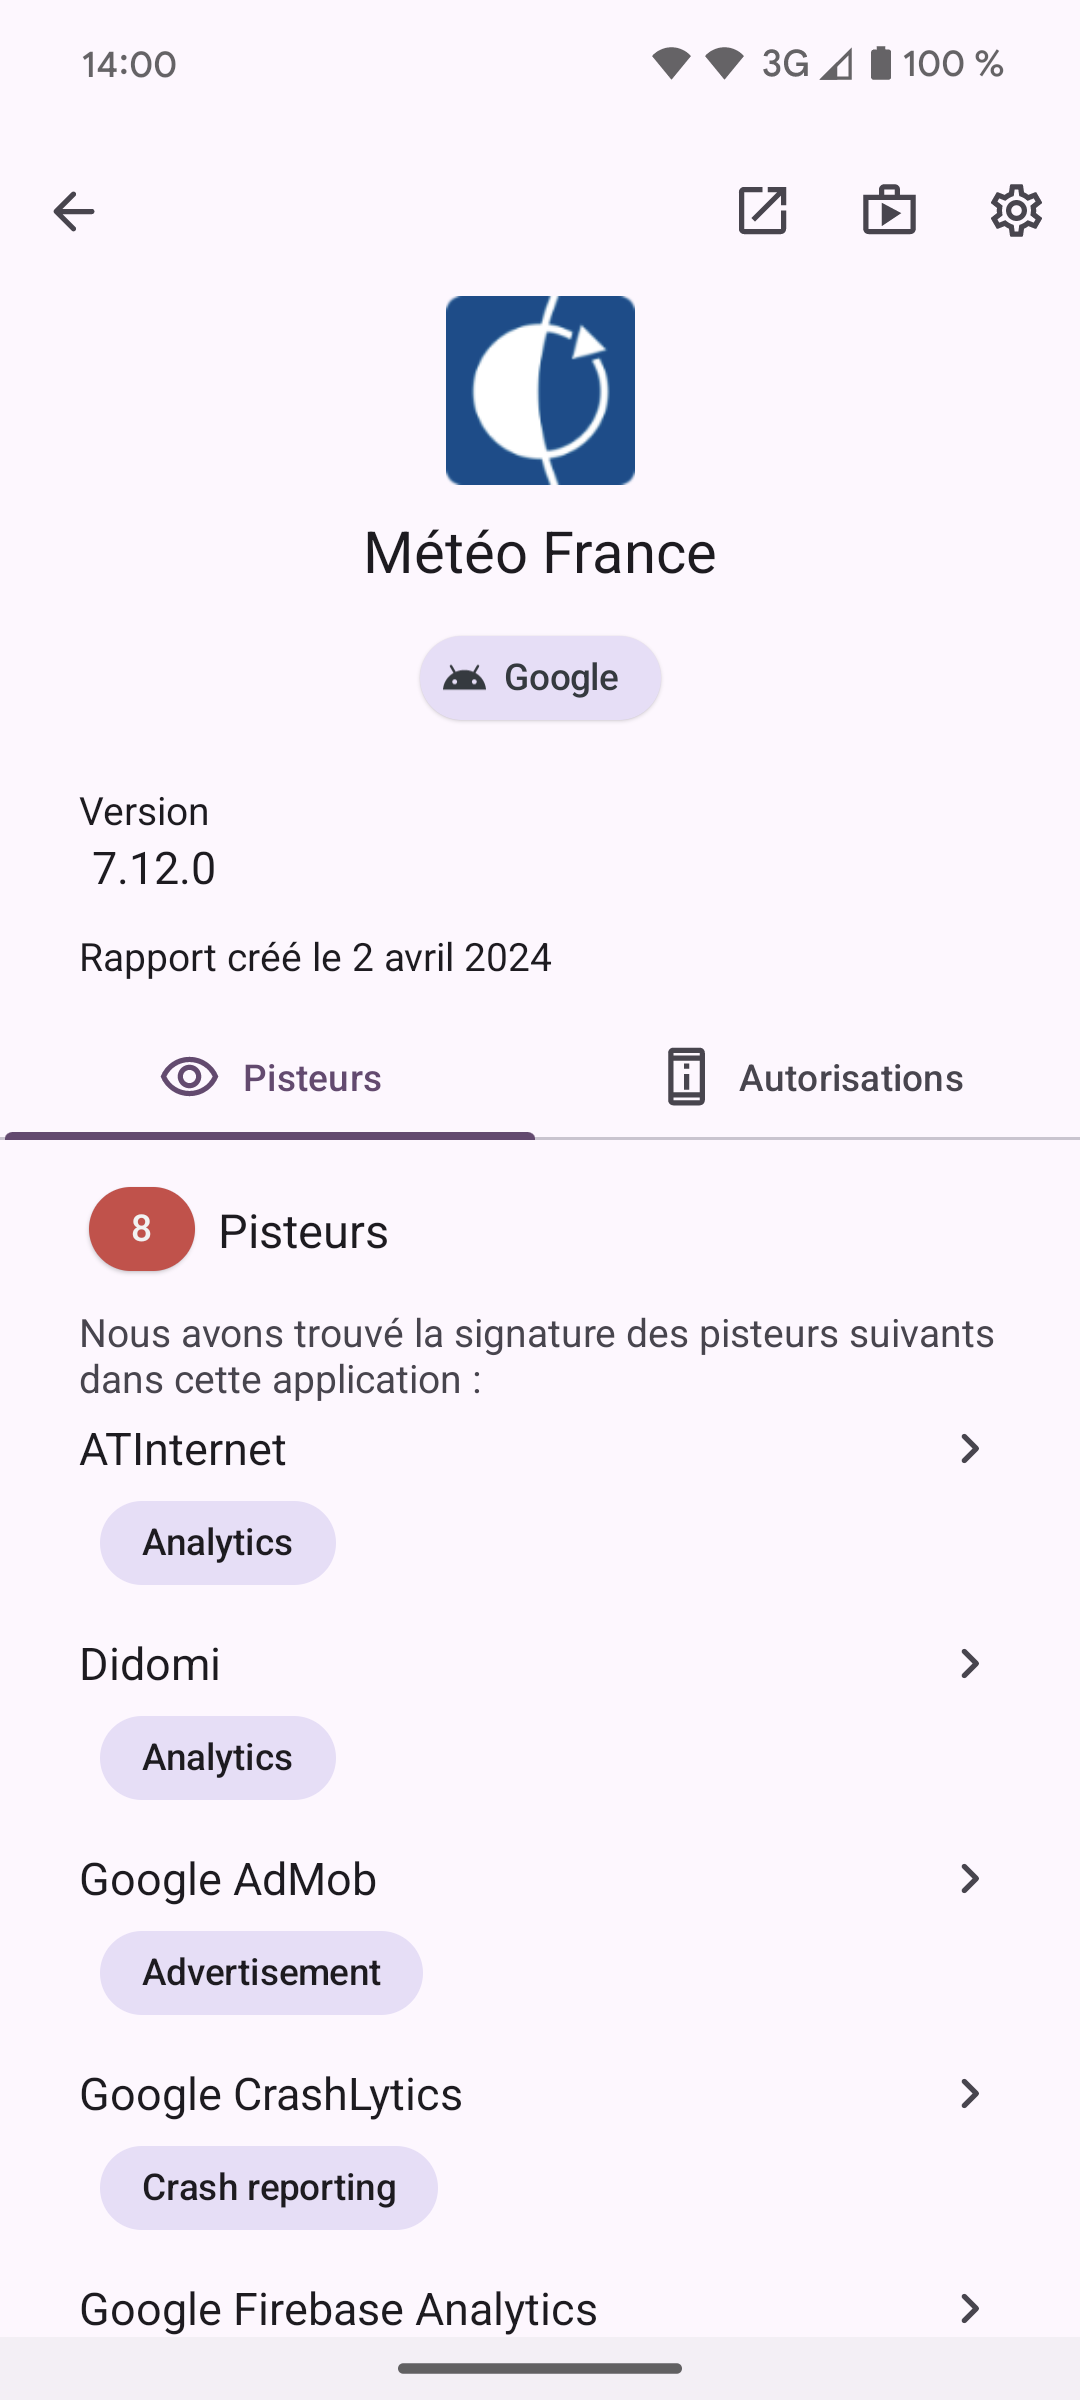 14:00
3G
100 %
Météo France
Google
Version
7.12.0
Rapport créé le 2 avril 2024
Pisteurs
Autorisations
8
Pisteurs
Nous avons trouvé la signature des pisteurs suivants
dans cette application :
ATInternet
Analytics
Didomi
Analytics
Google AdMob
Advertisement
Google CrashLytics
Crash reporting
Google Firebase Analytics